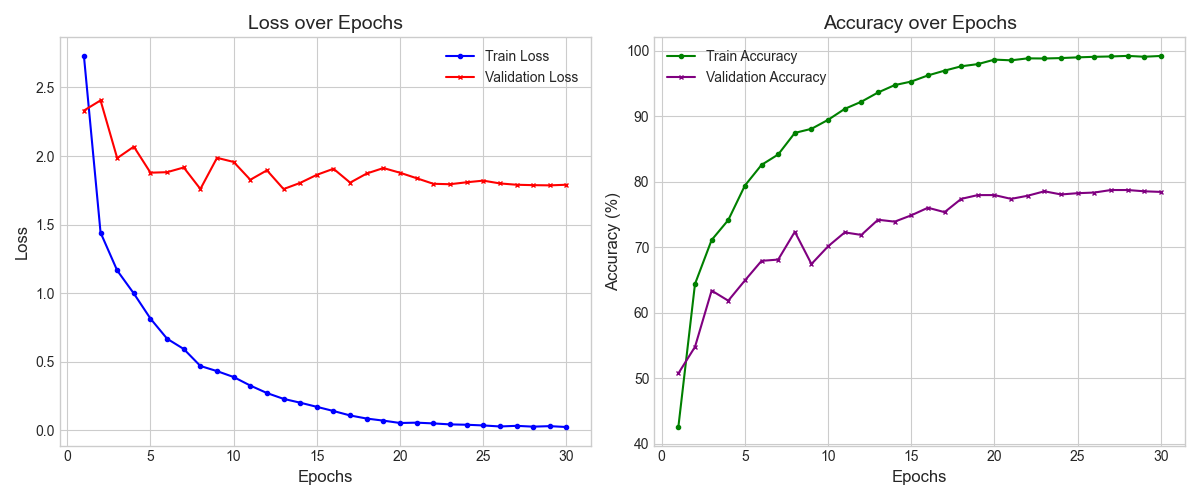 Loss over Epochs
Train Loss
Validation Loss
Loss
2.5
2.0
1.5
1.0
0.5
0.0
0 5 10 15 20 25 30
Epochs
Accuracy over Epochs
Train Accuracy
Validation Accuracy
Accuracy (%)
100
90
80
70
60
50
40
0 5 10 15 20 25 30
Epochs